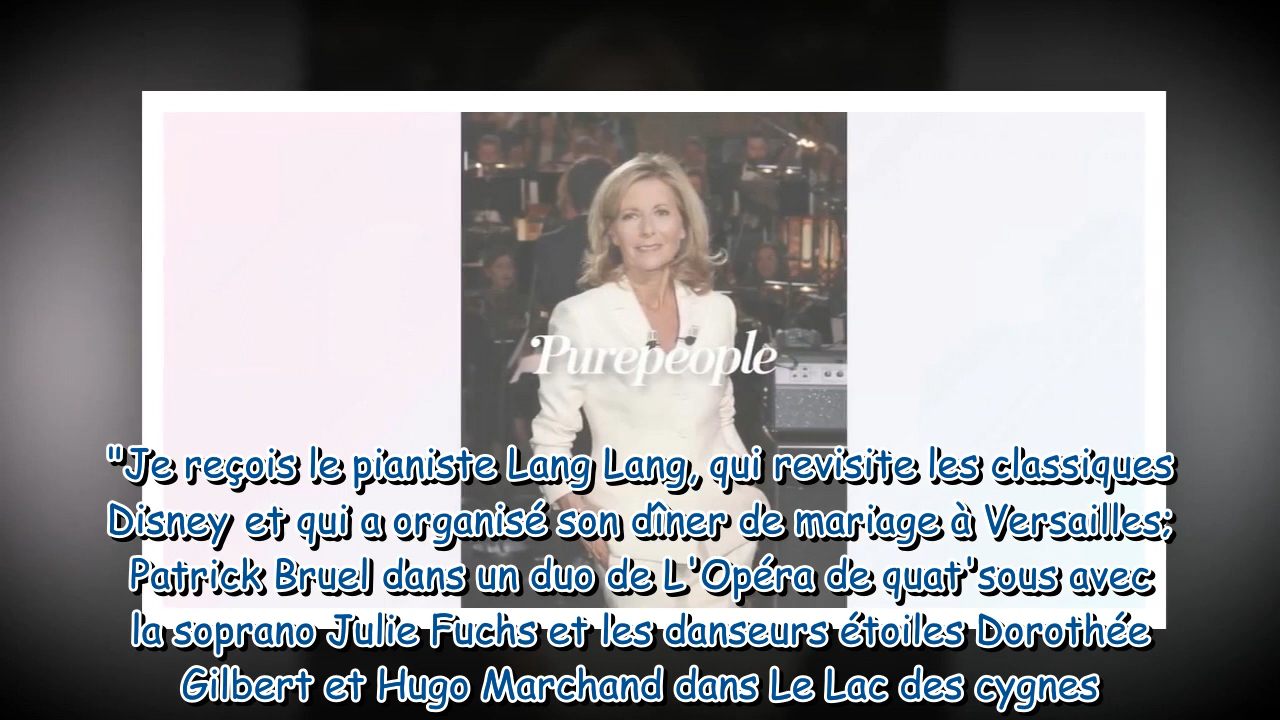 Purepeople
"Je reçois le pianiste Lang Lang, qui revisite les classiques
Disney et qui a organisé son dîner de mariage à Versailles;
Patrick Bruel dans un duo de L'Opéra de quat'sous avec
la soprano Julie Fuchs et les danseurs étoiles Dorothée
Gilbert et Hugo Marchand dans Le Lac des cygnes